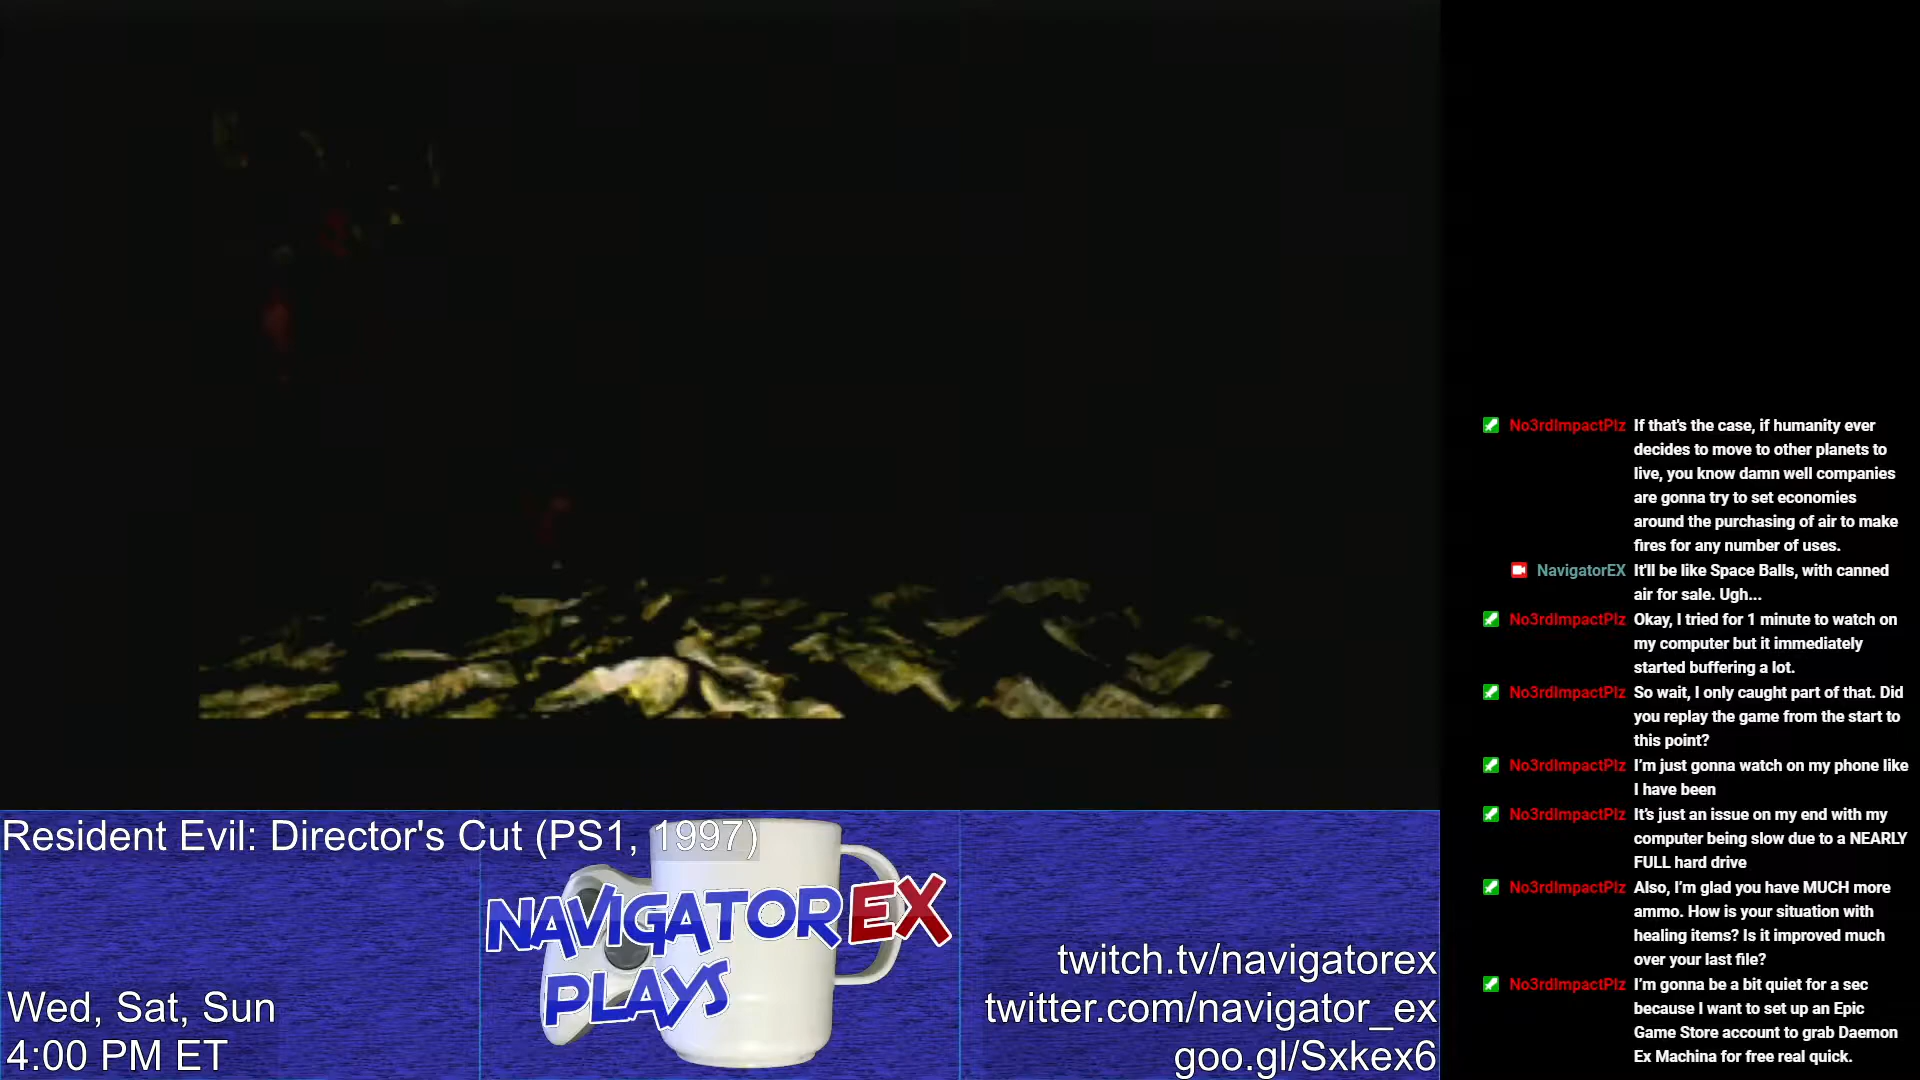 No3rdImpactPlz If that's the case, if humanity ever
decides to move to other planets to
live, you know damn well companies
are gonna try to set economies
around the purchasing of air to make
fires for any number of uses.
NavigatorEX It'll be like Space Balls, with canned
air for sale. Ugh...
No3rdImpactPlz Okay, I tried for 1 minute to watch on
my computer but it immediately
started buffering a lot.
No3rdImpactPlz So wait, I only caught part of that. Did
you replay the game from the start to
this point?
No3rdImpactPlz I’m just gonna watch on my phone like
I have been
No3rdImpactPlz It’s just an issue on my end with my
computer being slow due to a NEARLY
FULL hard drive
No3rdImpactPlz Also, I’m glad you have MUCH more
ammo. How is your situation with
healing items? Is it improved much
over your last file?
No3rdImpactPlz I’m gonna be a bit quiet for a sec
because I want to set up an Epic
Game Store account to grab Daemon
Ex Machina for free real quick.
Resident Evil: Director's Cut (PS1, 1997)
NAVIGATOR EX
PLAYS
Wed, Sat, Sun
4:00 PM ET
twitch.tv/navigatorex
twitter.com/navigator_ex
goo.gl/Sxkex6